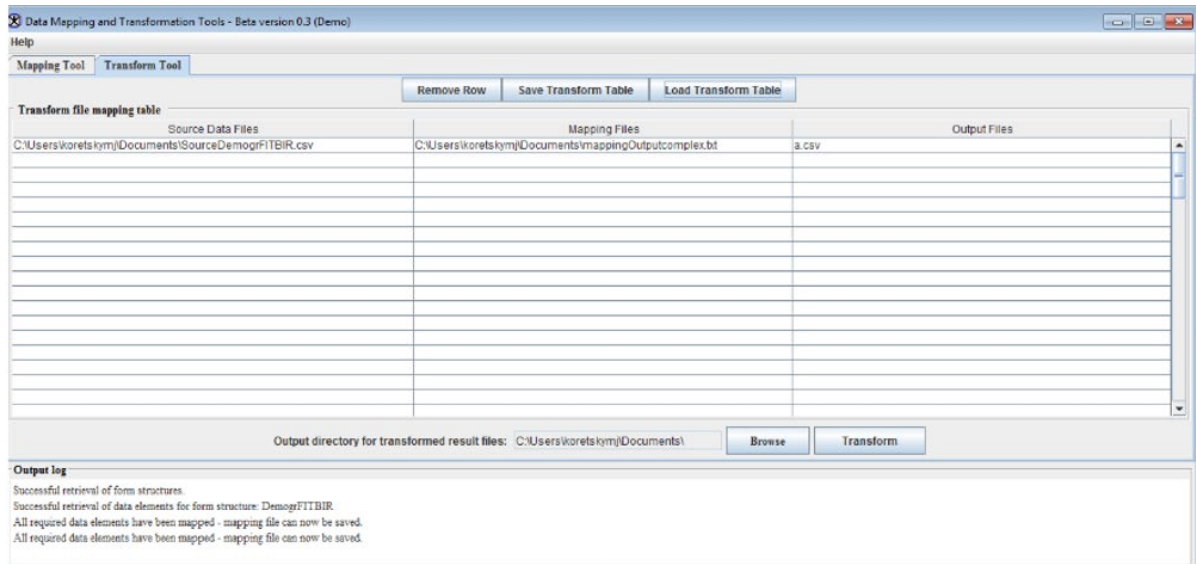 Data Mapping and Transformation Tools - Beta version 0.3 (Demo)
Help
Mapping Tool Transform Tool
Remove Row Save Transform Table Load Transform Table
Transform file mapping table
Source Data Files Mapping Files Output Files
C:\Users\koretskymj\Documents\SourceDemogrFITBIR.csv C:\Users\koretskymj\Documents\mappingOutputcomplex.txt a.csv
Output directory for transformed result files: C:\Users\koretskymj\Documents\ Browse Transform
Output log
Successful retrieval of form structures.
Successful retrieval of data elements for form structure: DemogrFITBIR
All required data elements have been mapped - mapping file can now be saved.
All required data elements have been mapped - mapping file can now be saved.